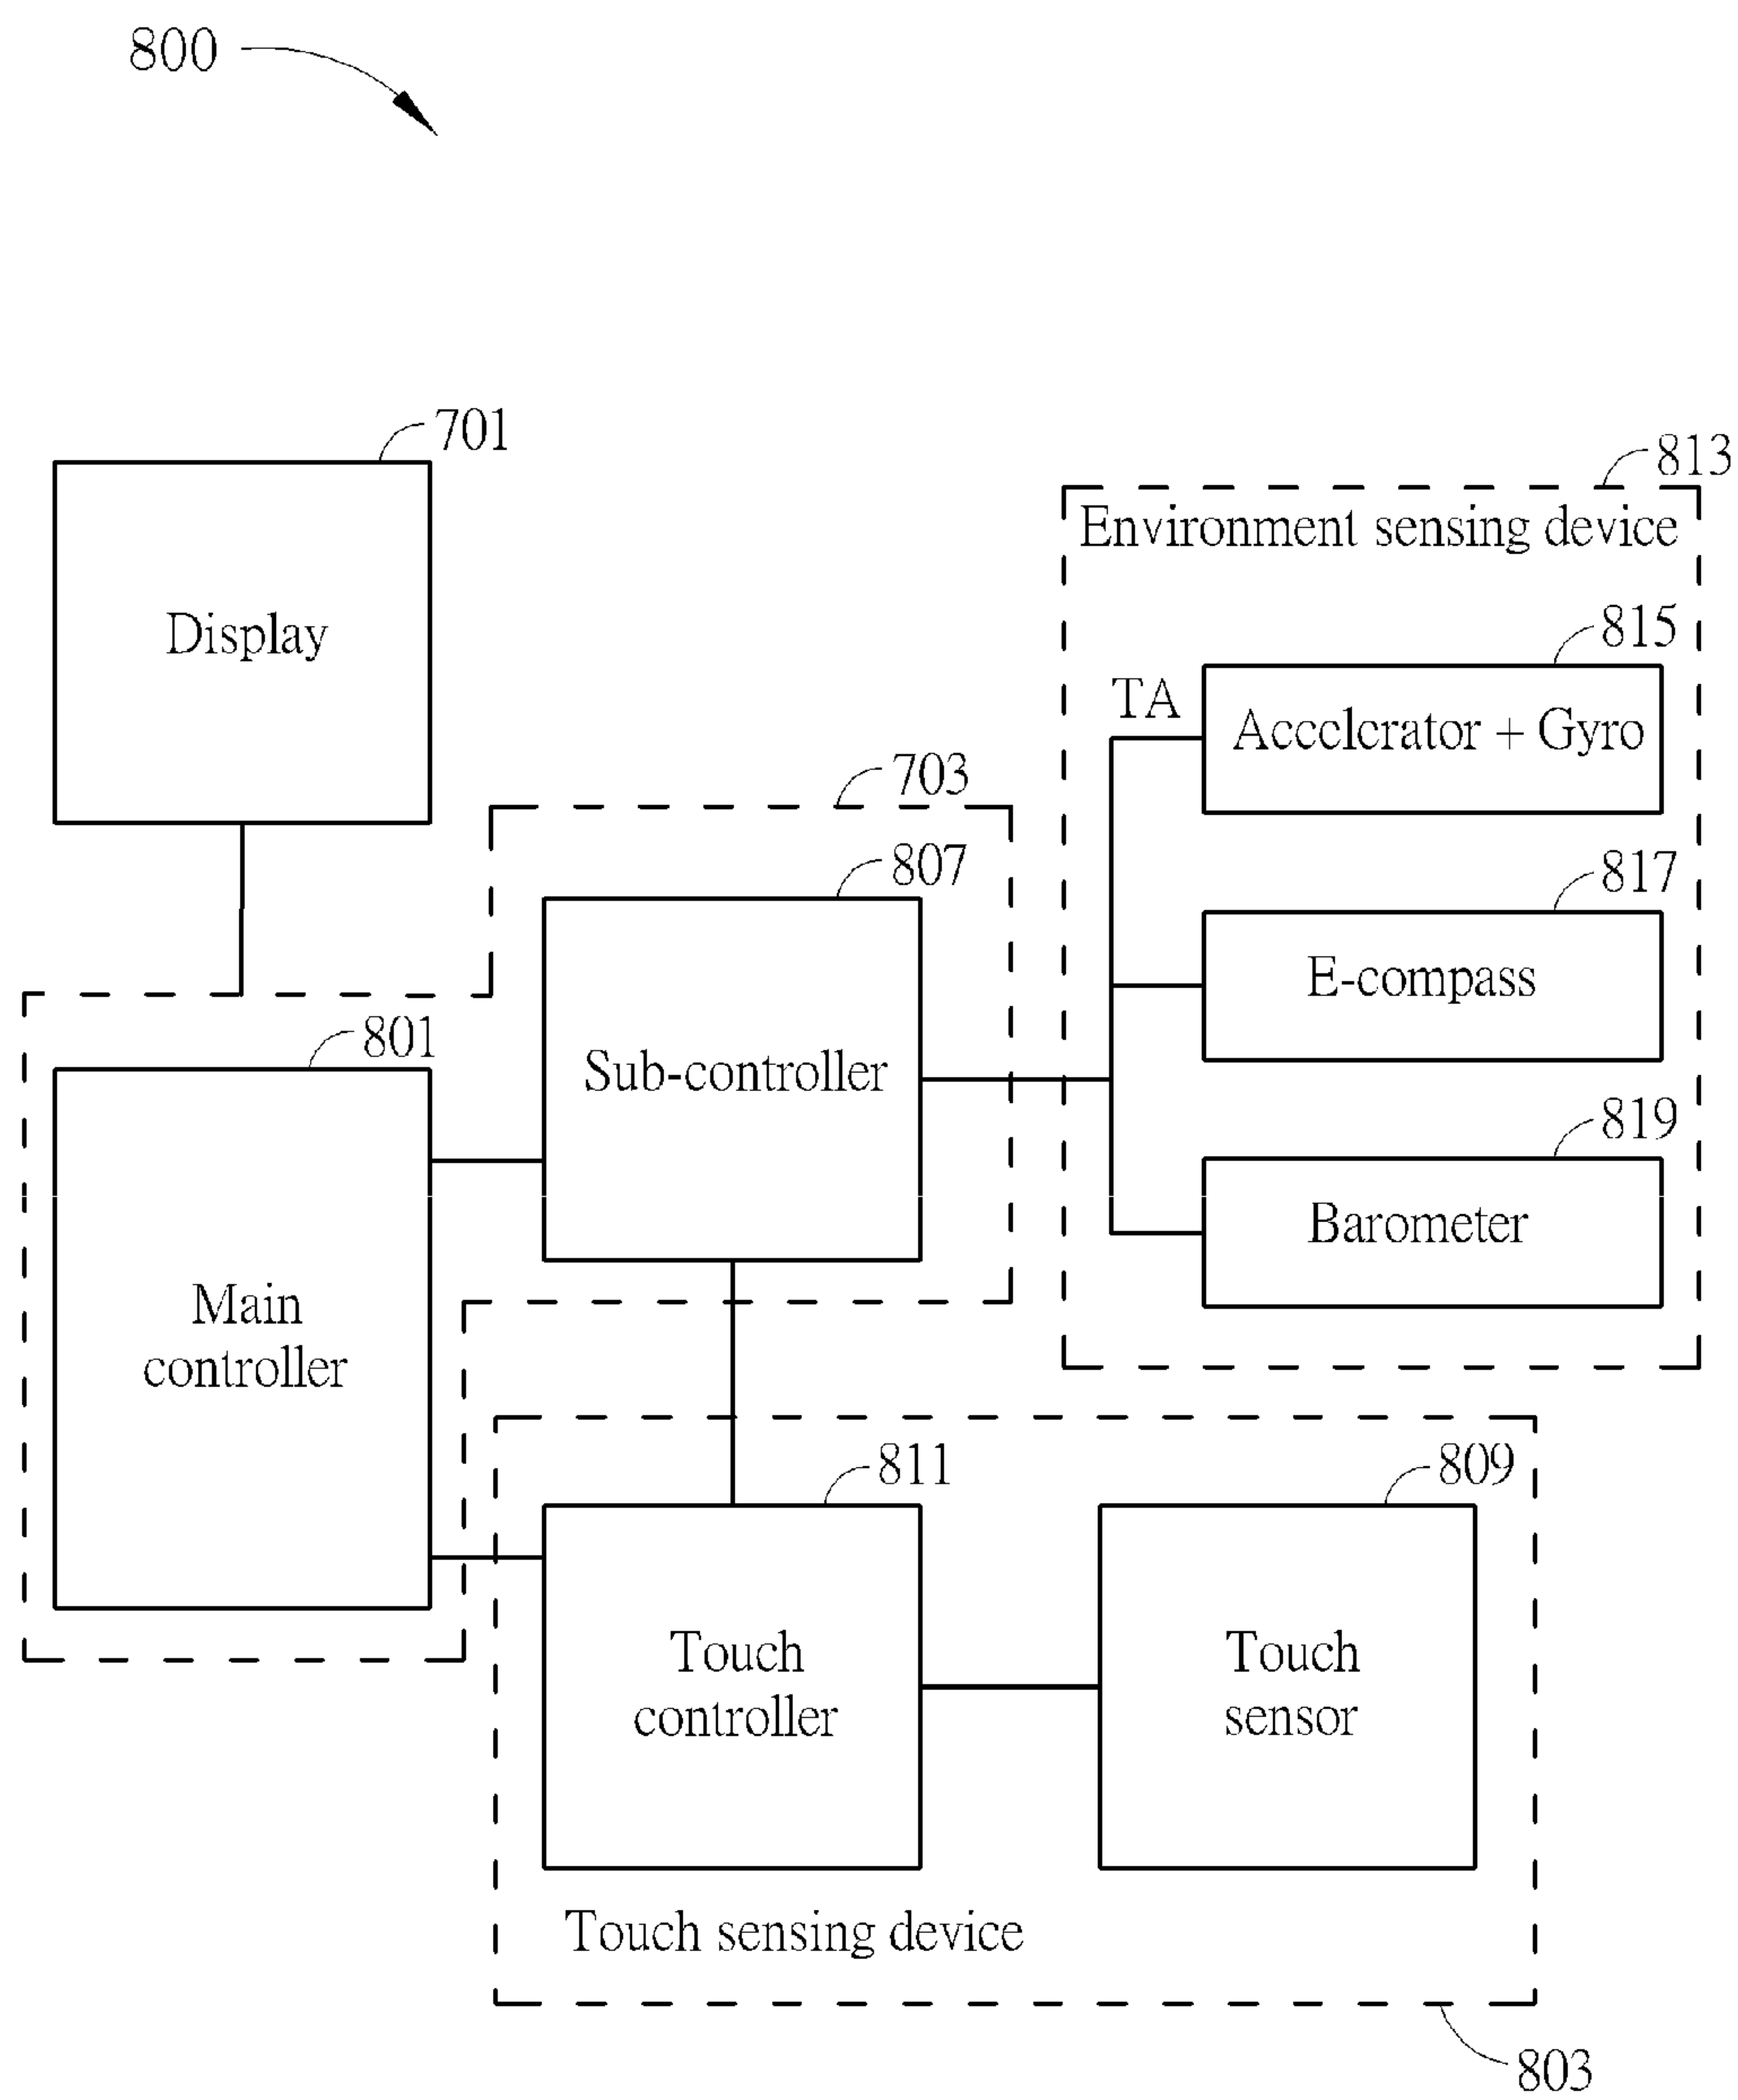 800
701
Display
813
Environment sensing device
815
TA
Accelerator + Gyro
703
807
817
Sub-controller
E-compass
801
819
Barometer
Main
controller
811
809
Touch
controller
Touch
sensor
Touch sensing device
803